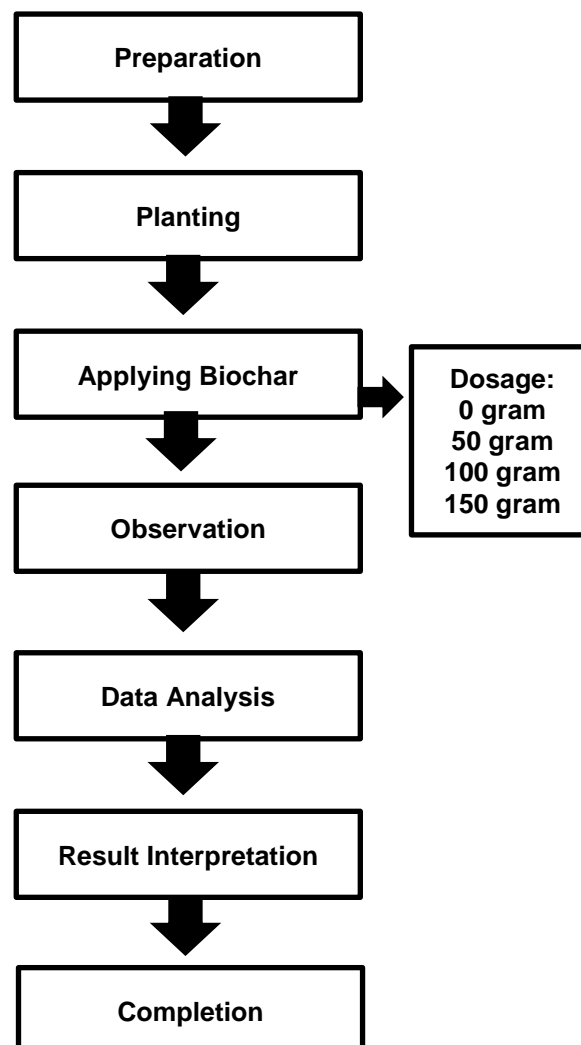 Preparation
Planting
Applying Biochar
Dosage:
0 gram
50 gram
100 gram
150 gram
Observation
Data Analysis
Result Interpretation
Completion